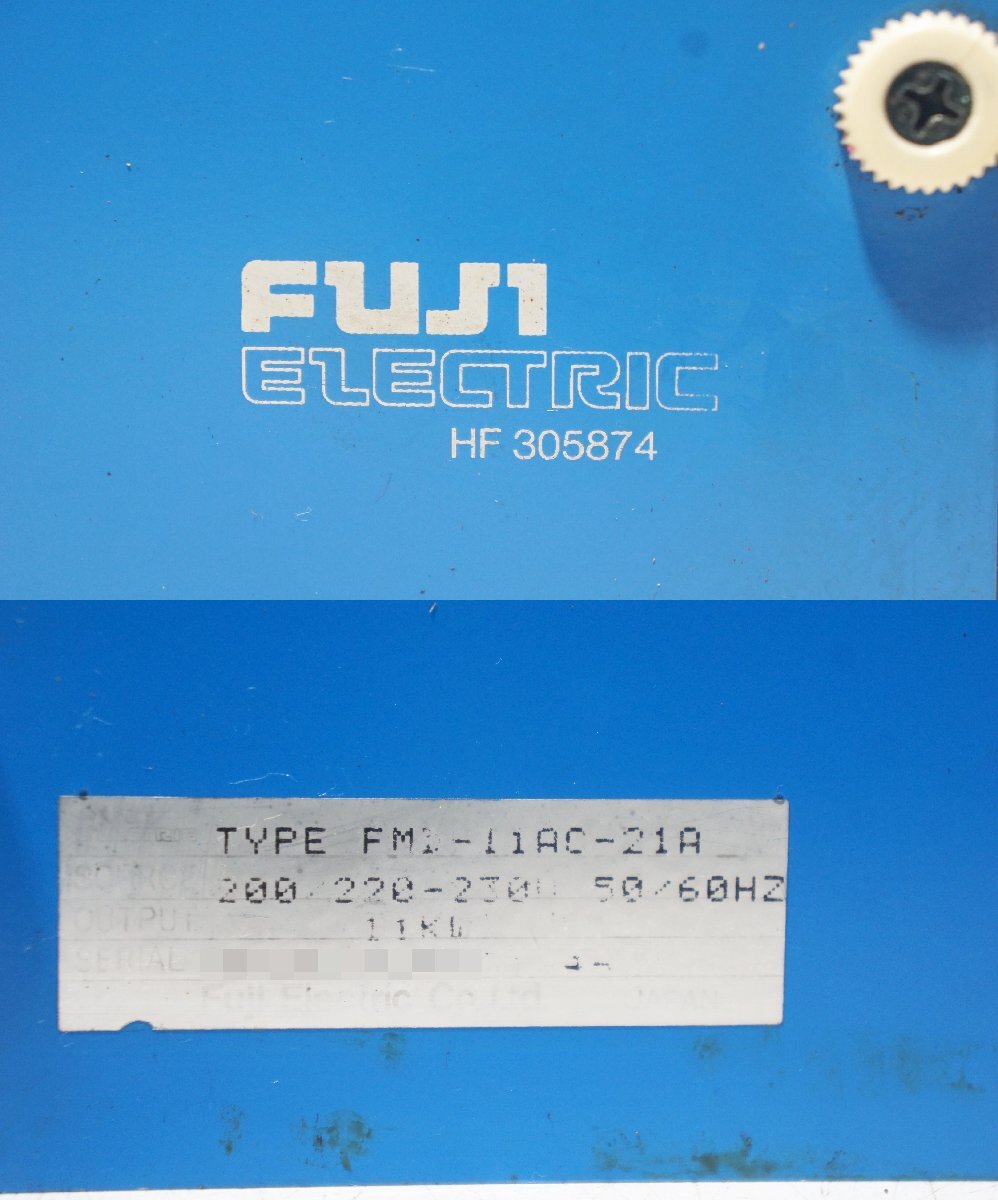 FUJI
ELECTRIC
HF 305874
TYPE FMD-11AC-21A
SOURCE 200/220-230V 50/60HZ
OUTPUT 11KW
SERIAL
Fuji Electric Co.,Ltd. JAPAN